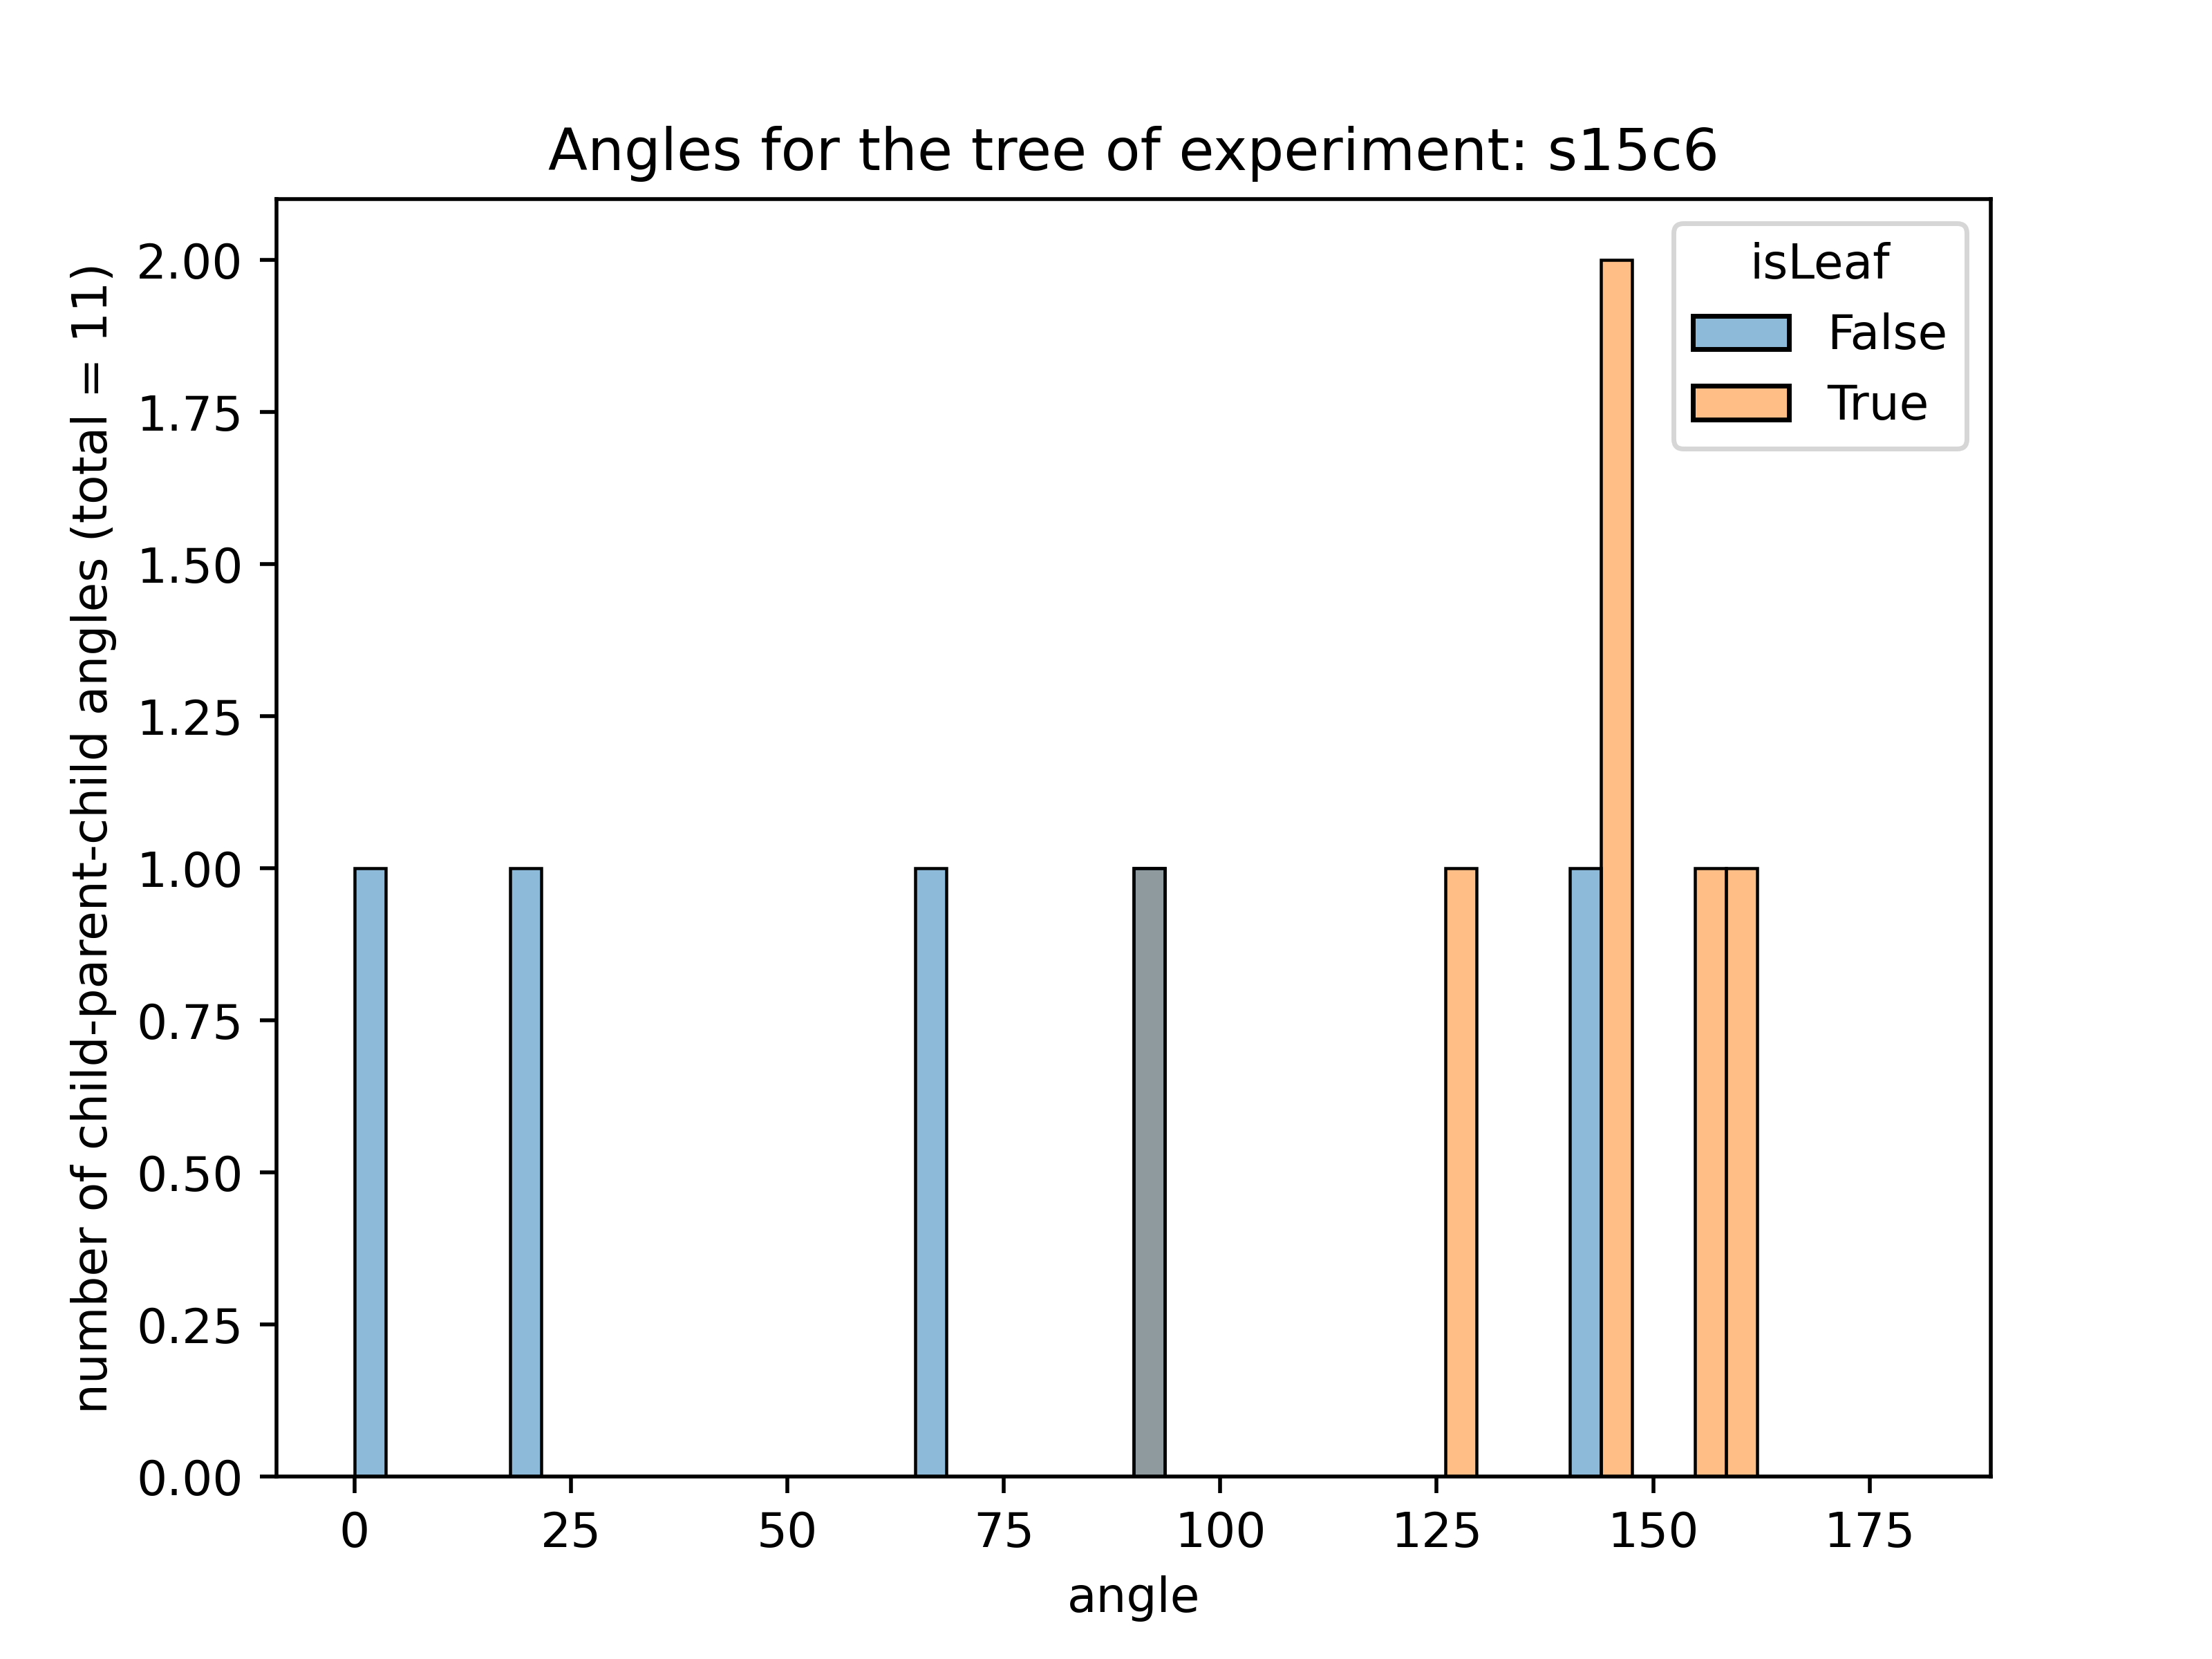 Angles for the tree of experiment: s15c6
number of child-parent-child angles (total = 11)
2.00
1.75
1.50
1.25
1.00
0.75
0.50
0.25
0.00
isLeaf
False
True
0 25 50 75 100 125 150 175
angle